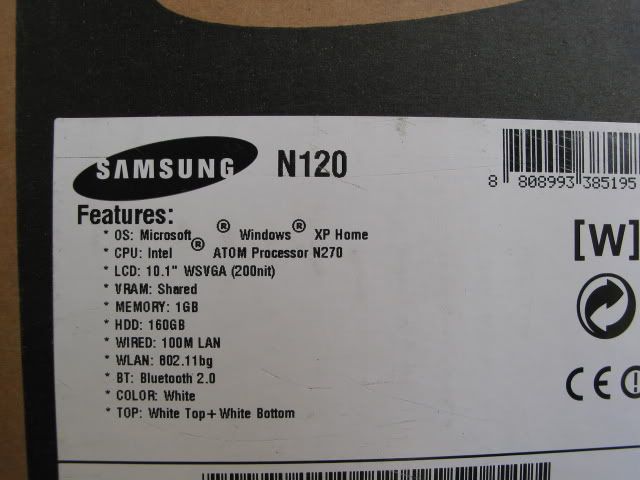 SAMSUNG N120
8 808993 385195
Features:
* OS: Microsoft ® Windows ® XP Home
* CPU: Intel ® ATOM Processor N270
* LCD: 10.1" WSVGA (200nit)
* VRAM: Shared
* MEMORY: 1GB
* HDD: 160GB
* WIRED: 100M LAN
* WLAN: 802.11bg
* BT: Bluetooth 2.0
* COLOR: White
* TOP: White Top+White Bottom
[W]
CE